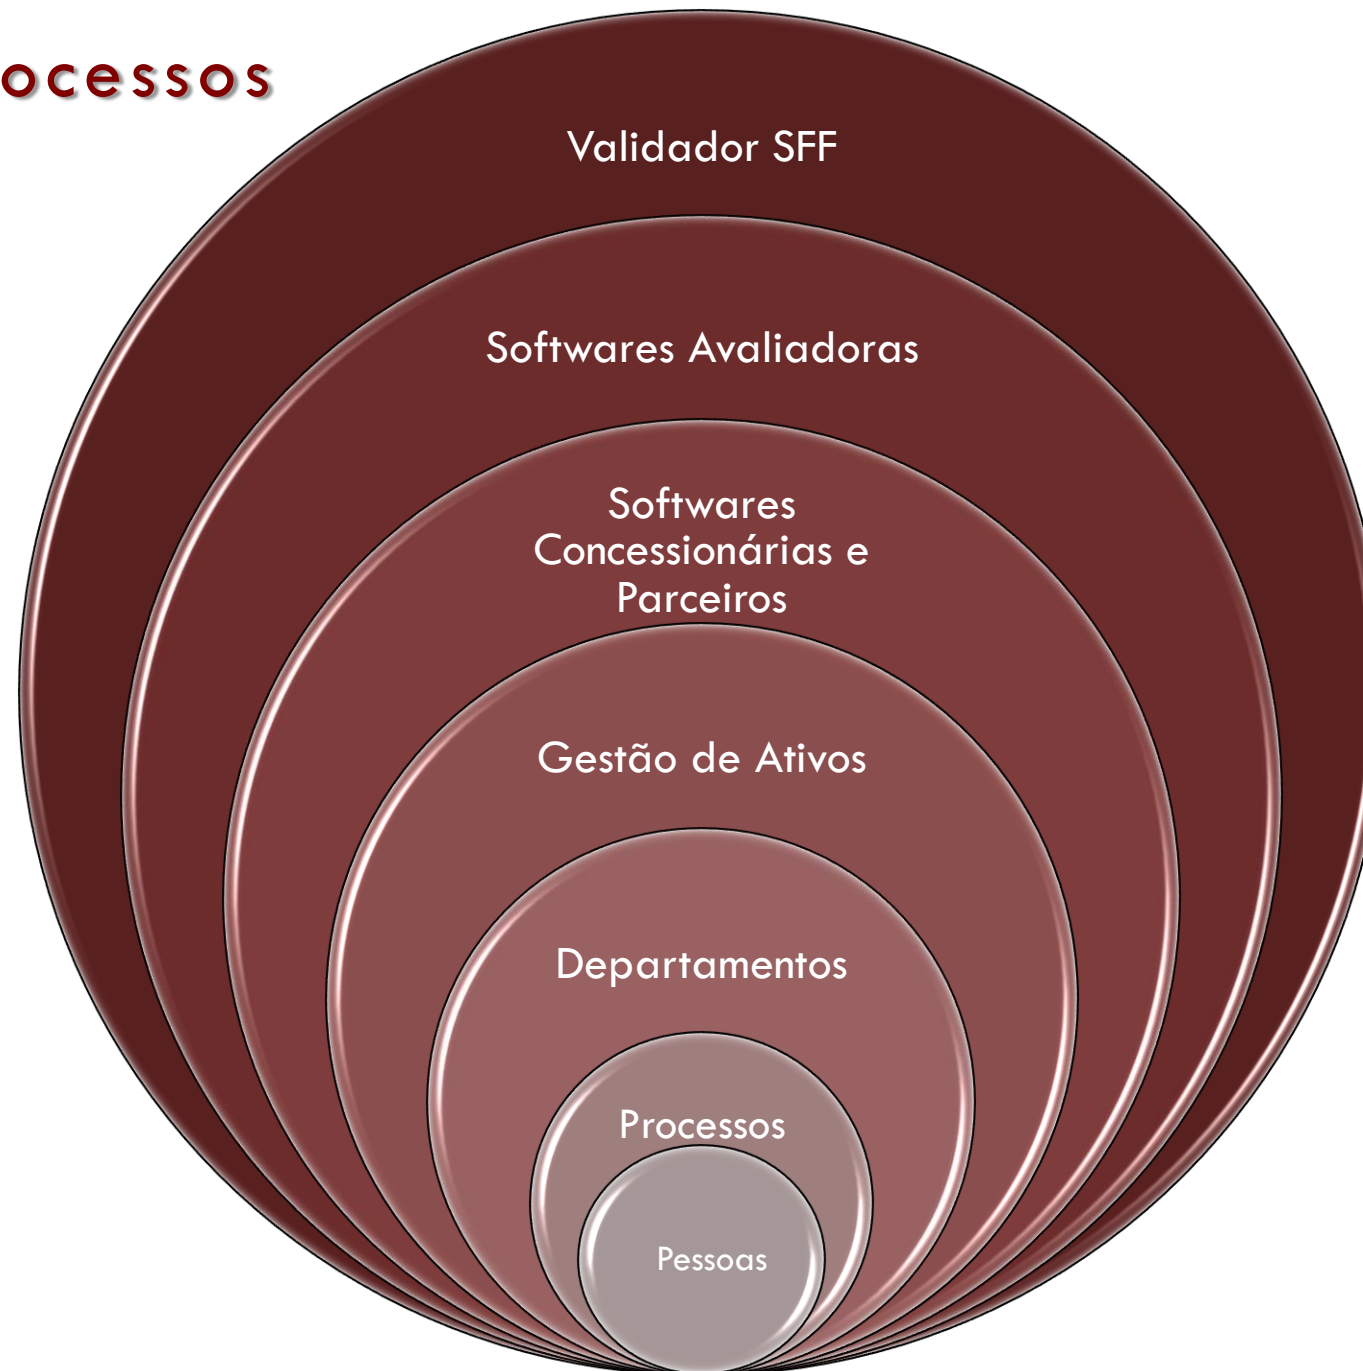 ocessos
Validador SFF
Softwares Avaliadoras
Softwares
Concessionárias e
Parceiros
Gestão de Ativos
Departamentos
Processos
Pessoas